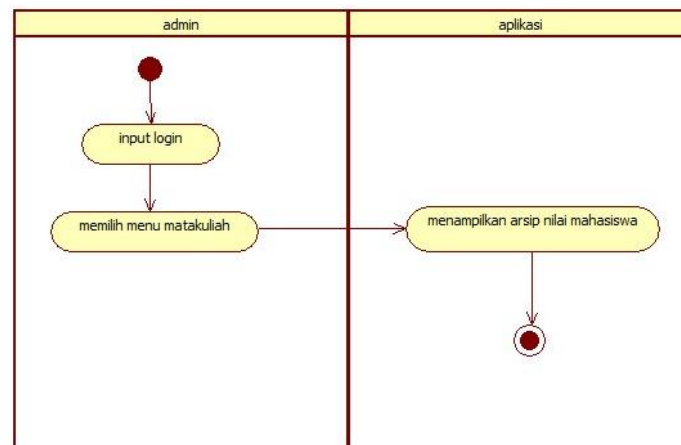 admin
aplikasi
input login
memilih menu matakuliah
menampilkan arsip nilai mahasiswa